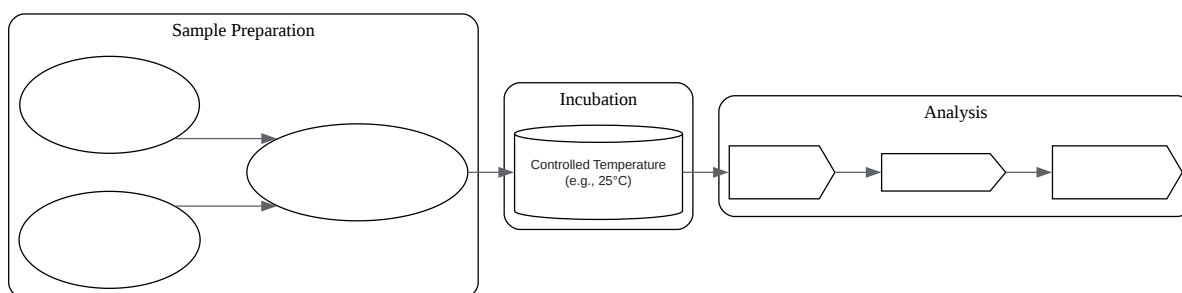 Sample Preparation
Incubation
Controlled Temperature
(e.g., 25°C)
Analysis